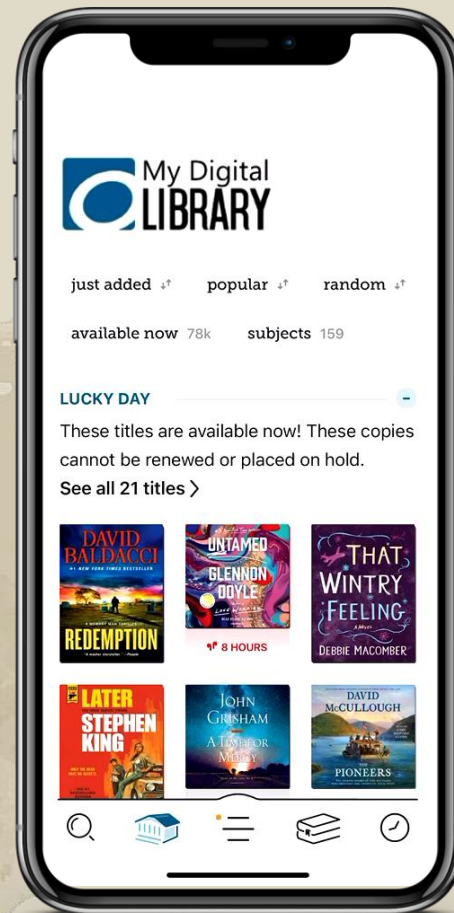 My Digital
LIBRARY
just added popular random
available now 78k subjects 159
LUCKY DAY
These titles are available now! These copies
cannot be renewed or placed on hold.
See all 21 titles >
DAVID
BALDACCI
#1 NEW YORK TIMES BESTSELLER
REDEMPTION
UNTAMED
GLENNON
DOYLE
8 HOURS
THAT
WINTRY
FEELING
A Novel
DEBBIE MACOMBER
LATER
STEPHEN
KING
JOHN
GRISHAM
A TIME FOR
MERCY
DAVID
McCULLOUGH
THE
PIONEERS